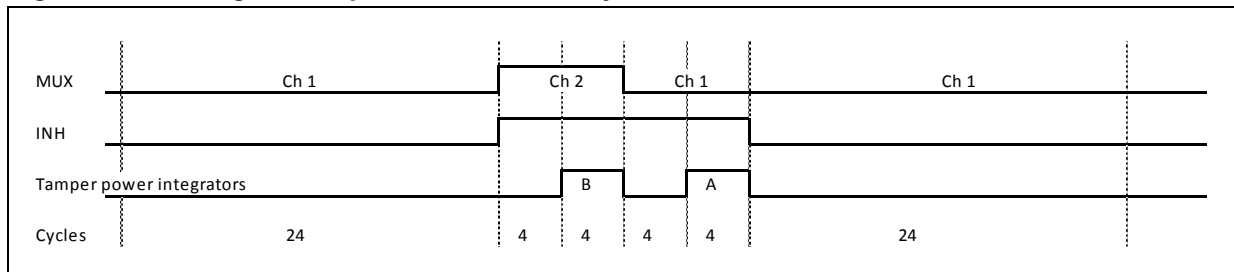 MUX Ch 1 Ch 2 Ch 1 Ch 1
INH
Tamper power integrators B A
Cycles 24 4 4 4 4 24